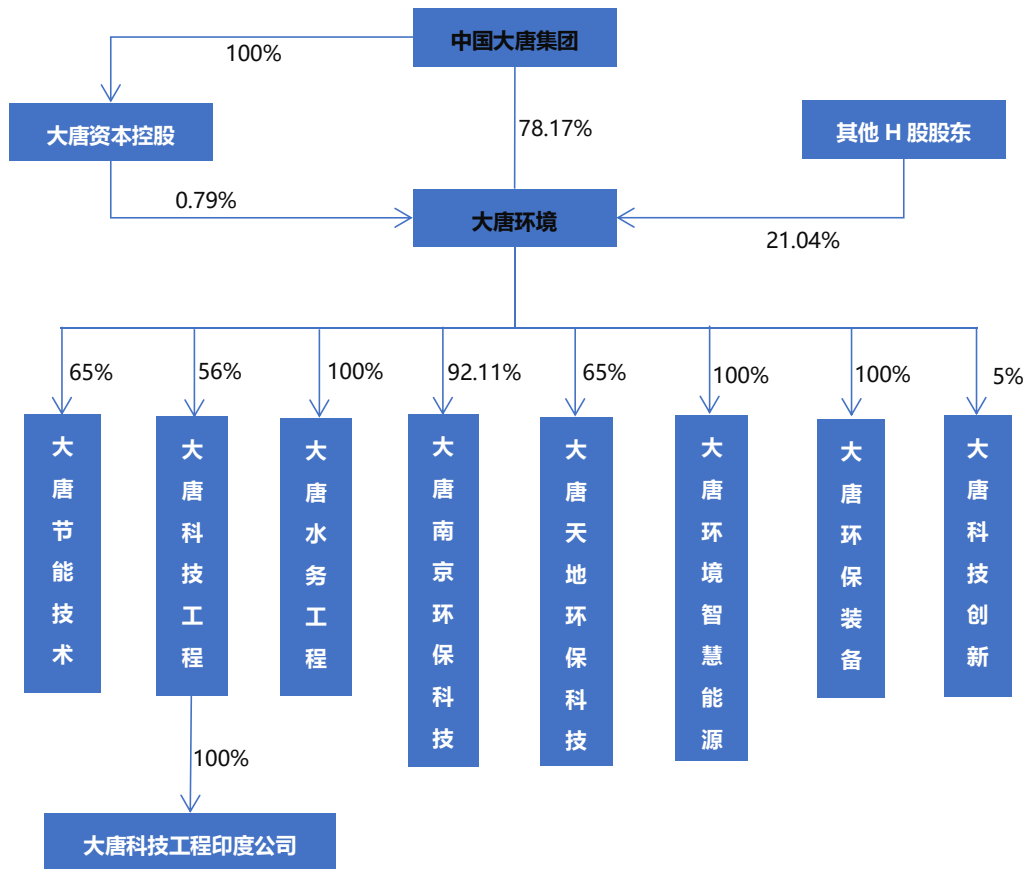 中国大唐集团
100%
大唐资本控股
78.17%
其他 H 股股东
0.79%
大唐环境
21.04%
65%
56%
100%
92.11%
65%
100%
100%
5%
大唐节能技术
大唐科技工程
大唐水务工程
大唐南京环保科技
大唐天地环保科技
大唐环境智慧能源
大唐环保装备
大唐科技创新
100%
大唐科技工程印度公司